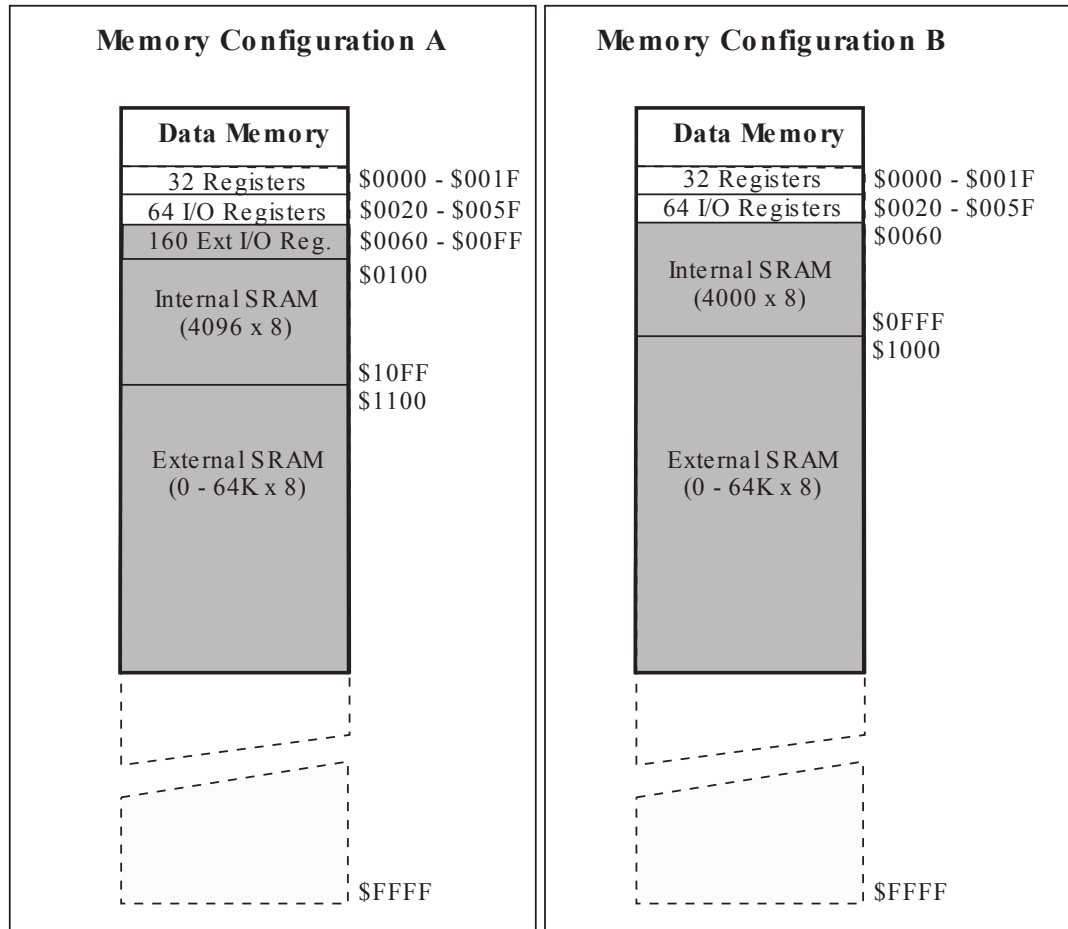 Memory Configuration A
Data Memory
32 Registers
$0000 - $001F
64 I/O Registers
$0020 - $005F
160 Ext I/O Reg.
$0060 - $00FF
$0100
Internal SRAM
(4096 x 8)
$10FF
$1100
External SRAM
(0 - 64K x 8)
$FFFF
Memory Configuration B
Data Memory
32 Registers
$0000 - $001F
64 I/O Registers
$0020 - $005F
$0060
Internal SRAM
(4000 x 8)
$0FFF
$1000
External SRAM
(0 - 64K x 8)
$FFFF